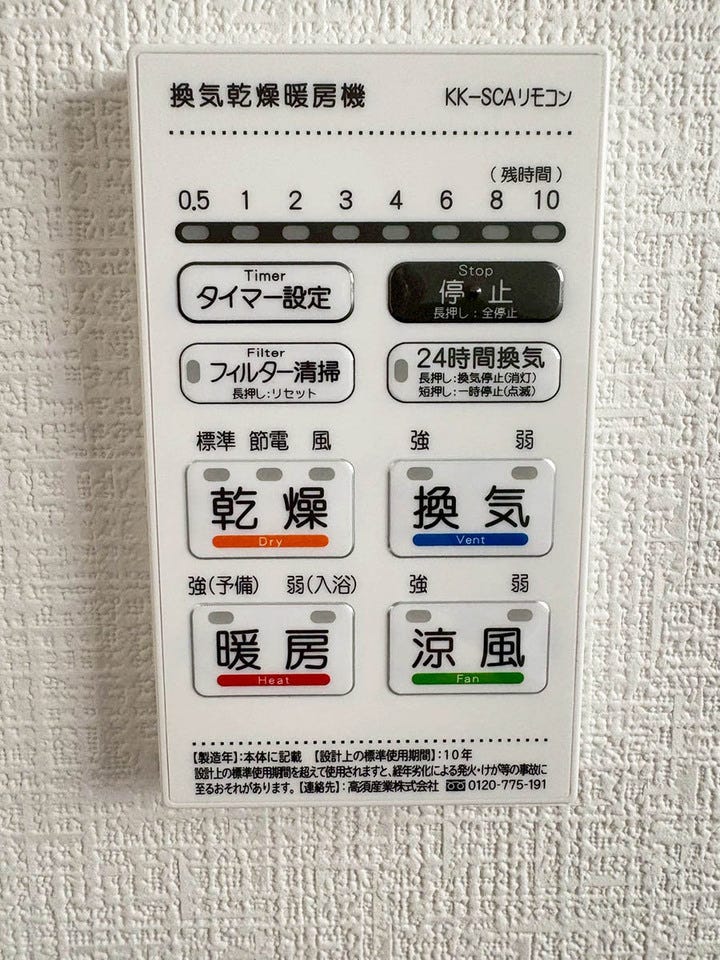 換気乾燥暖房機 KK-SCAリモコン
(残時間)
0.5 1 2 3 4 6 8 10
Timer
タイマー設定
Stop
停・止
長押し:全停止
Filter
フィルター清掃
長押し:リセット
24時間換気
長押し:換気停止(消灯)
短押し:一時停止(点滅)
標準 節電 風
乾燥
Dry
強 弱
換気
Vent
強(予備) 弱(入浴)
暖房
Heat
強 弱
涼風
Fan
【製造年】:本体に記載 【設計上の標準使用期間】:10年
設計上の標準使用期間を超えて使用されますと、経年劣化による発火・けが等の事故に
至るおそれがあります。【連絡先】:高須産業株式会社 0120-775-191